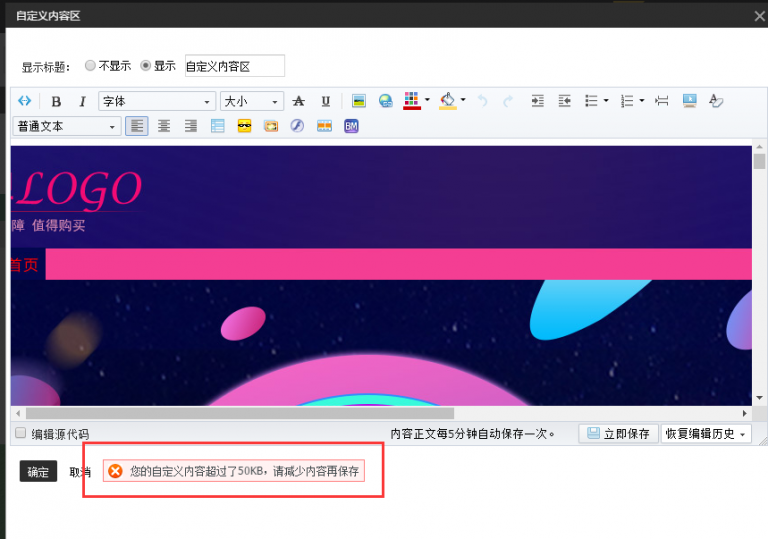 自定义内容区
显示标题: 不显示 显示 自定义内容区
B I 字体 大小 A U
普通文本 BM
LOGO
障 值得购买
首页
编辑源代码 内容正文每5分钟自动保存一次。 立即保存 恢复编辑历史
确定 取消 您的自定义内容超过了50KB，请减少内容再保存